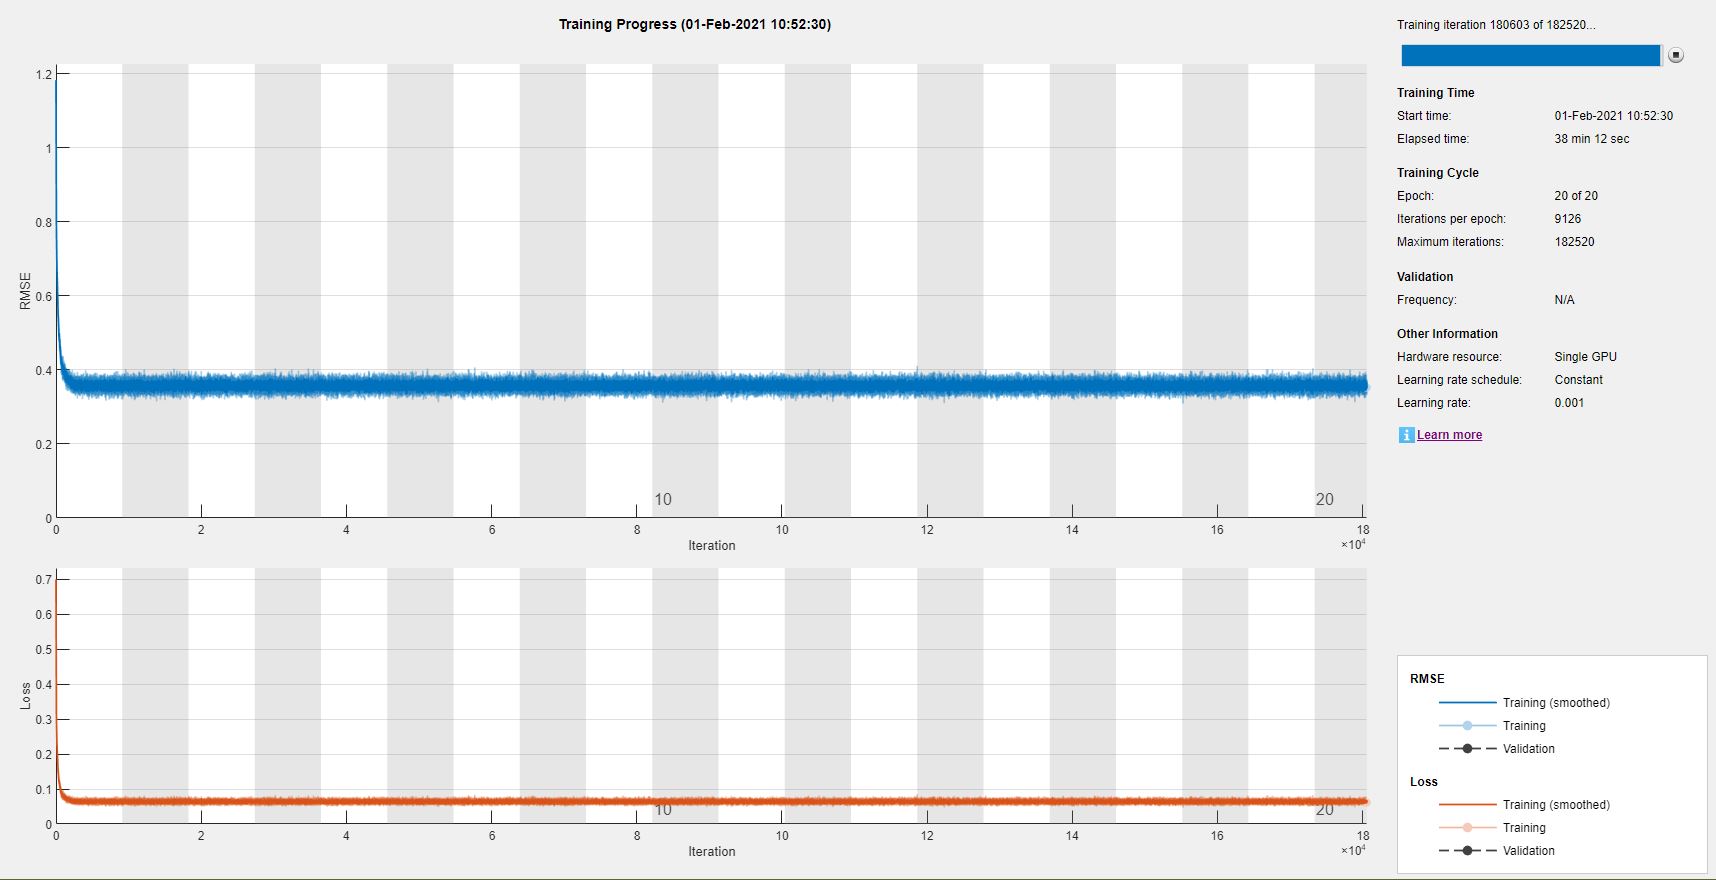 Training Progress (01-Feb-2021 10:52:30)
1.2
1
0.8
0.6
0.4
0.2
0
RMSE
10
20
0 2 4 6 8 10 12 14 16 18
Iteration
×10⁴
0.7
0.6
0.5
0.4
0.3
0.2
0.1
0
Loss
10
20
0 2 4 6 8 10 12 14 16 18
Iteration
×10⁴
Training iteration 180603 of 182520...
Training Time
Start time: 01-Feb-2021 10:52:30
Elapsed time: 38 min 12 sec
Training Cycle
Epoch: 20 of 20
Iterations per epoch: 9126
Maximum iterations: 182520
Validation
Frequency: N/A
Other Information
Hardware resource: Single GPU
Learning rate schedule: Constant
Learning rate: 0.001
i Learn more
RMSE
Training (smoothed)
Training
Validation
Loss
Training (smoothed)
Training
Validation